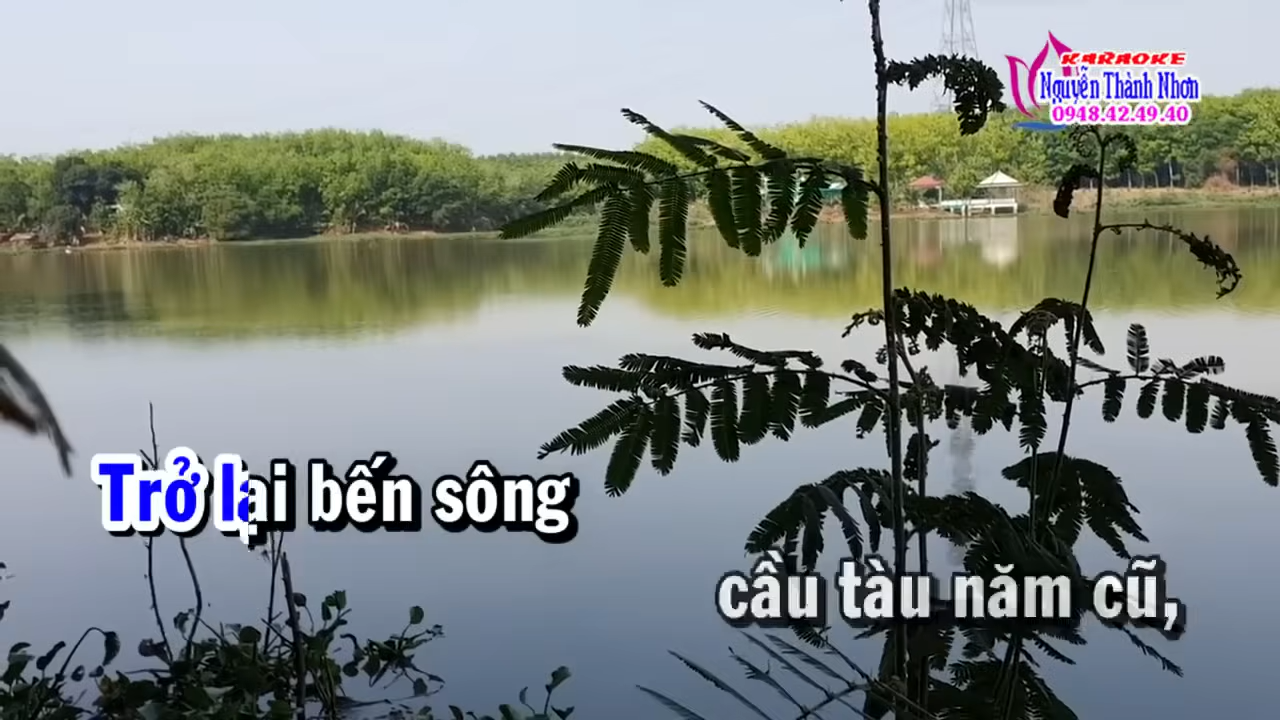 KARAOKE
Nguyễn Thành Nhơn
0948.42.49.40
Trở lại bến sông
cầu tàu năm cũ,